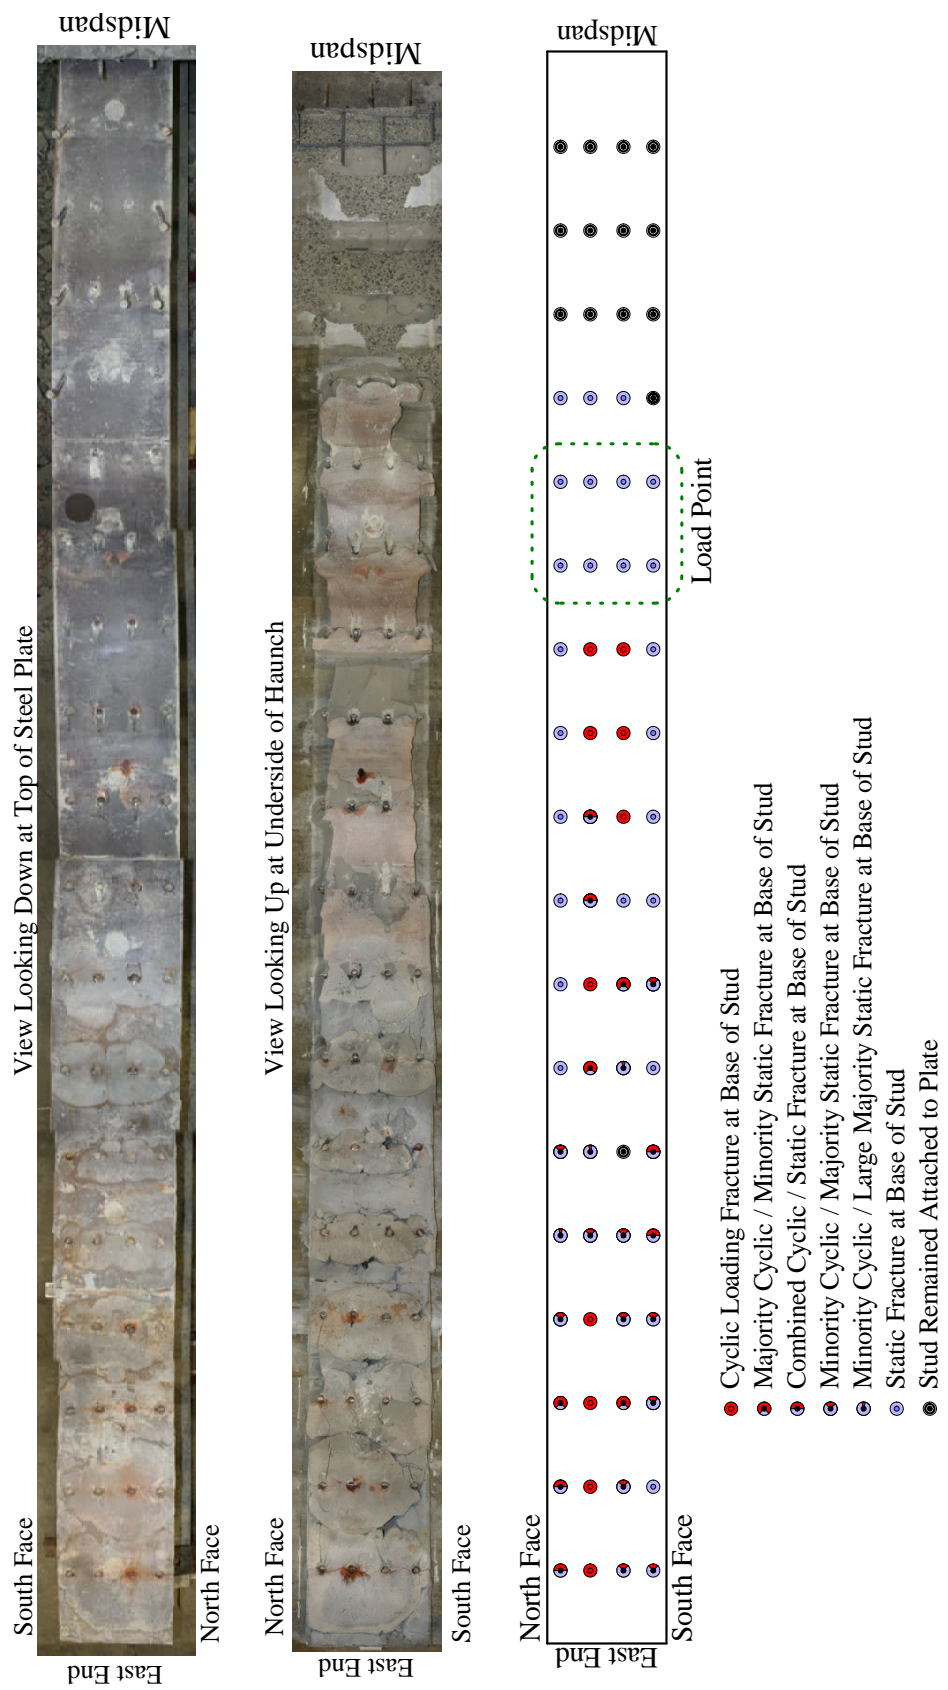 View Looking Down at Top of Steel Plate
South Face
North Face
East End
Midspan
View Looking Up at Underside of Haunch
North Face
South Face
East End
Midspan
North Face
South Face
East End
Midspan
Load Point
Cyclic Loading Fracture at Base of Stud
Majority Cyclic / Minority Static Fracture at Base of Stud
Combined Cyclic / Static Fracture at Base of Stud
Minority Cyclic / Majority Static Fracture at Base of Stud
Minority Cyclic / Large Majority Static Fracture at Base of Stud
Static Fracture at Base of Stud
Stud Remained Attached to Plate